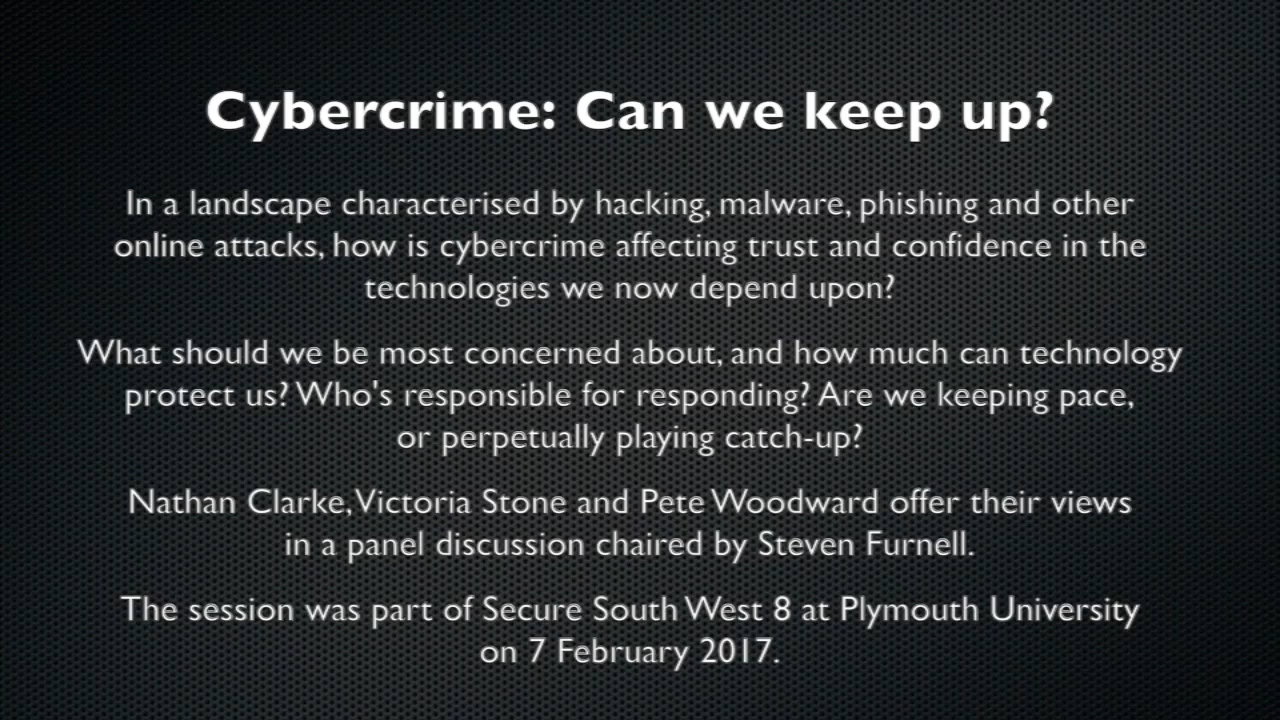 Cybercrime: Can we keep up?
In a landscape characterised by hacking, malware, phishing and other
online attacks, how is cybercrime affecting trust and confidence in the
technologies we now depend upon?
What should we be most concerned about, and how much can technology
protect us? Who's responsible for responding? Are we keeping pace,
or perpetually playing catch-up?
Nathan Clarke, Victoria Stone and Pete Woodward offer their views
in a panel discussion chaired by Steven Furnell.
The session was part of Secure South West 8 at Plymouth University
on 7 February 2017.